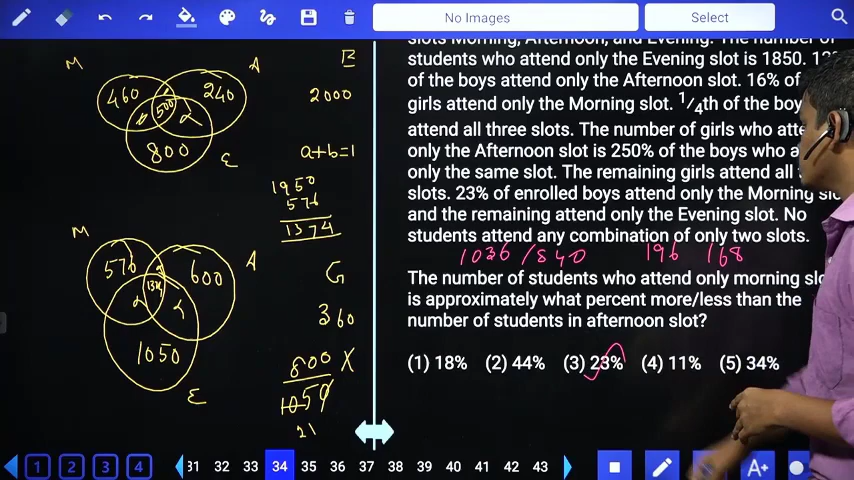 No Images
Select
M
A
B
460
240
500
2000
800
E
a+b=1
1950
576
1374
M
576
A
600
G
360
1050
600 X
1050
21
E
slots Morning, Afternoon, and Evening. The number of
students who attend only the Evening slot is 1850.
of the boys attend only the Afternoon slot. 16% of
girls attend only the Morning slot. 1/4th of the
attend all three slots. The number of girls who
only the Afternoon slot is 250% of the boys who
only the same slot. The remaining girls attend all
slots. 23% of enrolled boys attend only the Morning
and the remaining attend only the Evening slot. No
students attend any combination of only two slots.
1036 / 840 196 168
The number of students who attend only morning
is approximately what percent more/less than the
number of students in afternoon slot?
(1) 18% (2) 44% (3) 23% (4) 11% (5) 34%
1 2 3 4 31 32 33 34 35 36 37 38 39 40 41 42 43
A+